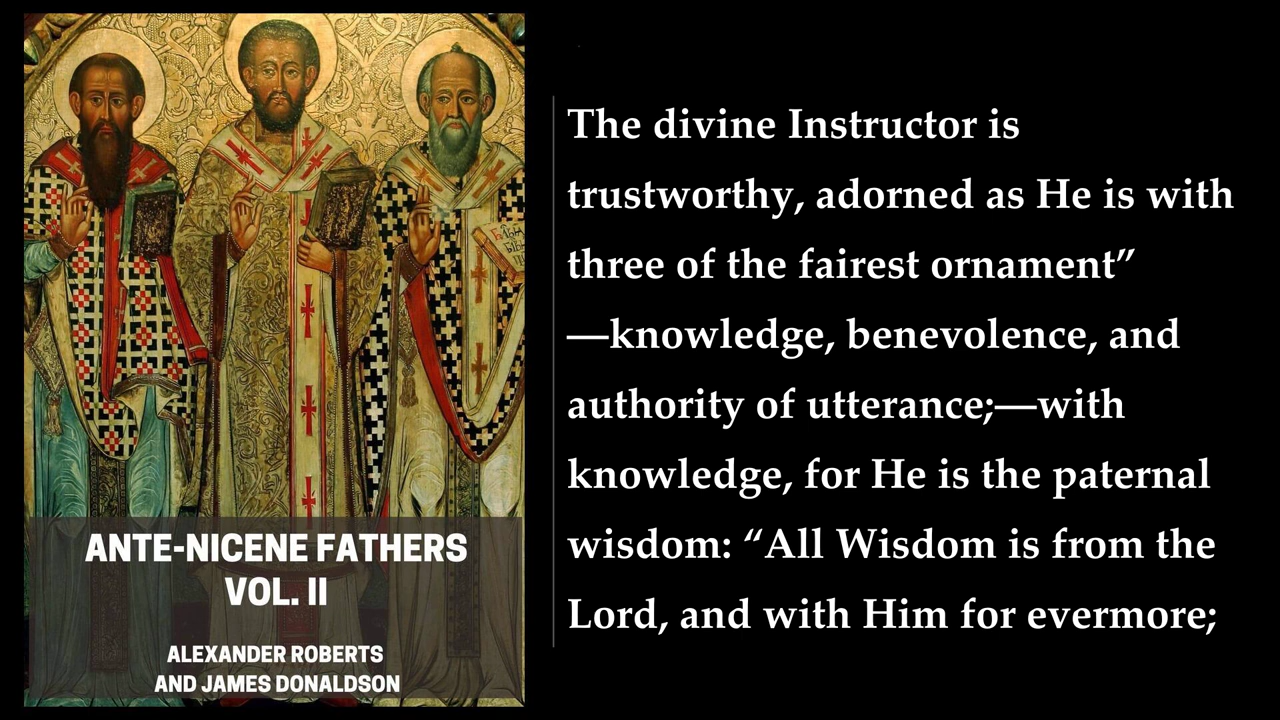 ANTE-NICENE FATHERS
VOL. II
ALEXANDER ROBERTS
AND JAMES DONALDSON
The divine Instructor is
trustworthy, adorned as He is with
three of the fairest ornament”
—knowledge, benevolence, and
authority of utterance;—with
knowledge, for He is the paternal
wisdom: “All Wisdom is from the
Lord, and with Him for evermore;